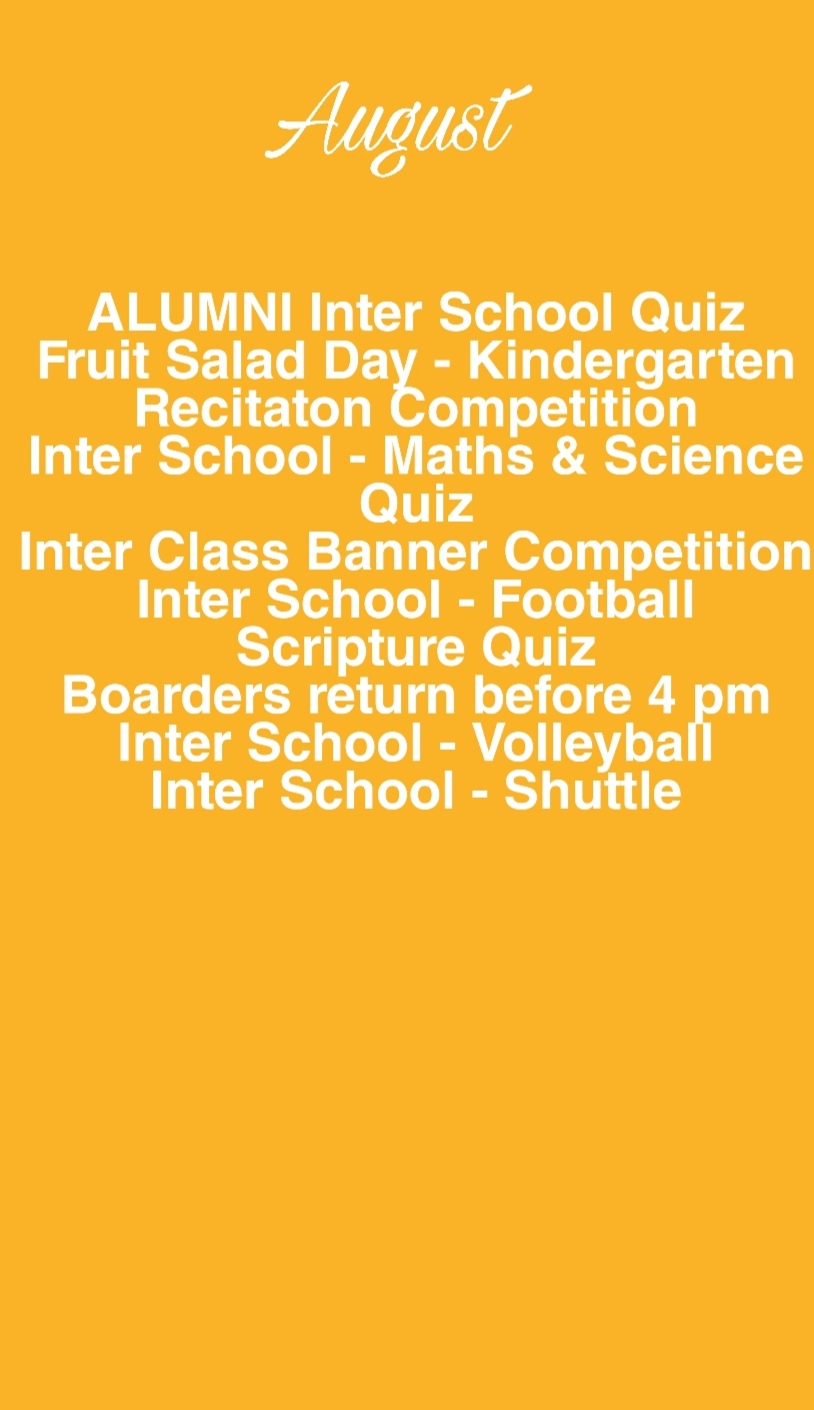 August
ALUMNI Inter School Quiz
Fruit Salad Day - Kindergarten
Recitaton Competition
Inter School - Maths & Science
Quiz
Inter Class Banner Competition
Inter School - Football
Scripture Quiz
Boarders return before 4 pm
Inter School - Volleyball
Inter School - Shuttle